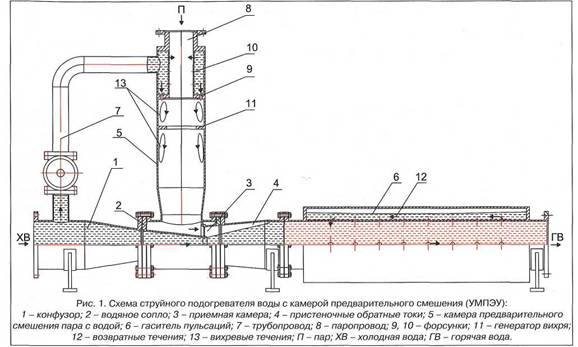 П
8
10
13
9
7
11
5
1
2
3
4
6
12
ХВ
ГВ
Рис. 1. Схема струйного подогревателя воды с камерой предварительного смешения (УМПЭУ):
1 – конфузор; 2 – водяное сопло; 3 – приемная камера; 4 – пристеночные обратные токи; 5 – камера предварительного
смешения пара с водой; 6 – гаситель пульсаций; 7 – трубопровод; 8 – паропровод; 9, 10 – форсунки; 11 – генератор вихря;
12 – возвратные течения; 13 – вихревые течения; П – пар; ХВ – холодная вода; ГВ – горячая вода.